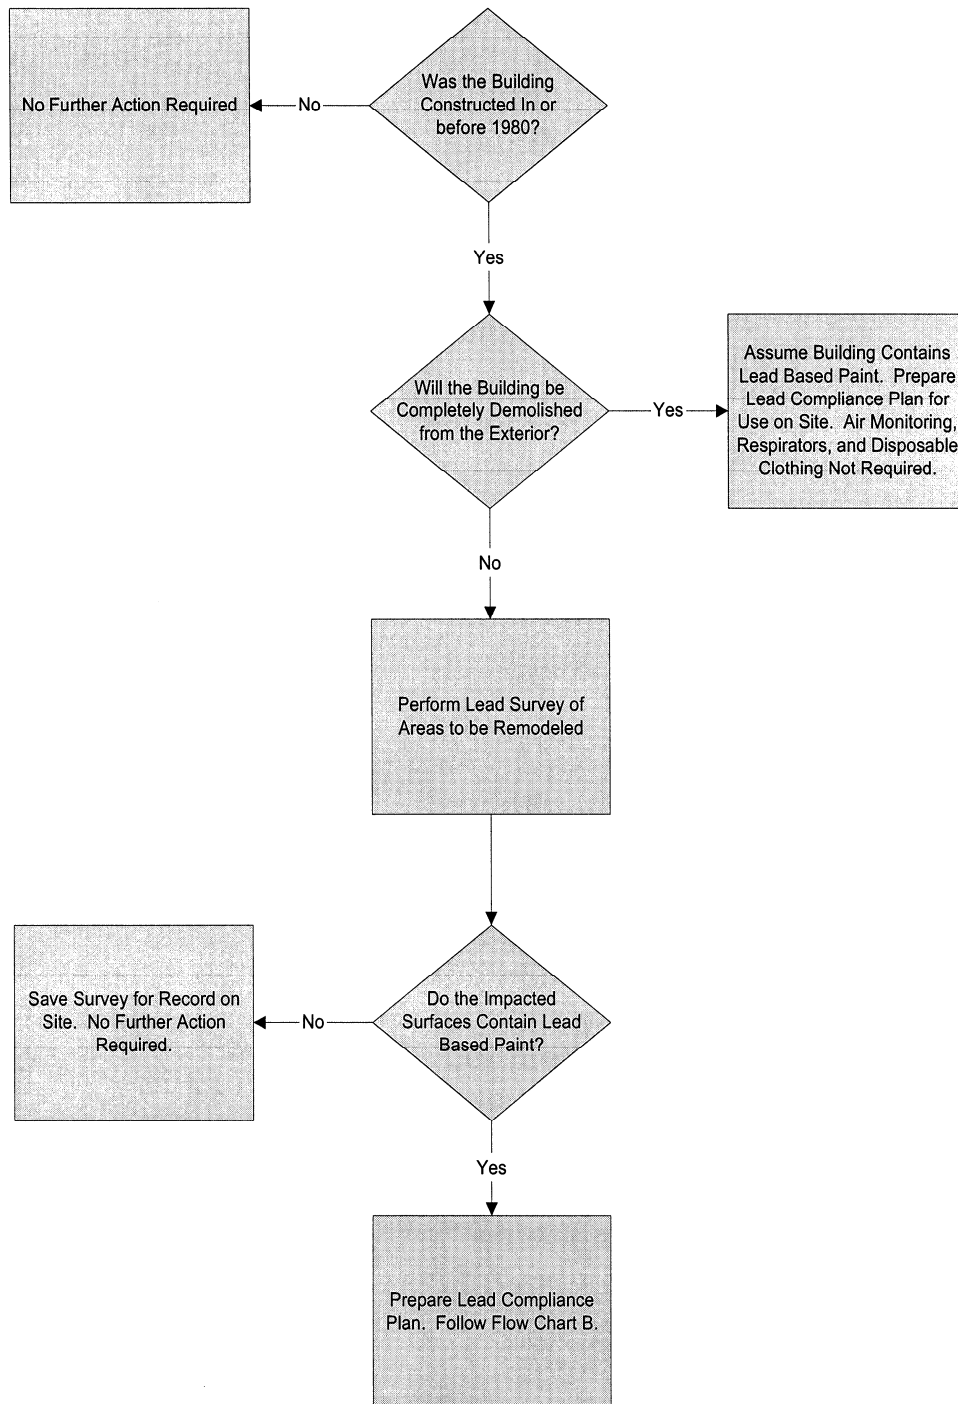 No Further Action Required
No
Was the Building
Constructed In or
before 1980?
Yes
Will the Building be
Completely Demolished
from the Exterior?
Yes
Assume Building Contains
Lead Based Paint. Prepare
Lead Compliance Plan for
Use on Site. Air Monitoring,
Respirators, and Disposable
Clothing Not Required.
No
Perform Lead Survey of
Areas to be Remodeled
Save Survey for Record on
Site. No Further Action
Required.
No
Do the Impacted
Surfaces Contain Lead
Based Paint?
Yes
Prepare Lead Compliance
Plan. Follow Flow Chart B.